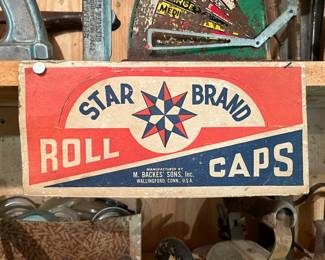 STAR BRAND
ROLL CAPS
MANUFACTURED BY
M. BACKES' SONS, Inc.
WALLINGFORD, CONN., U.S.A.